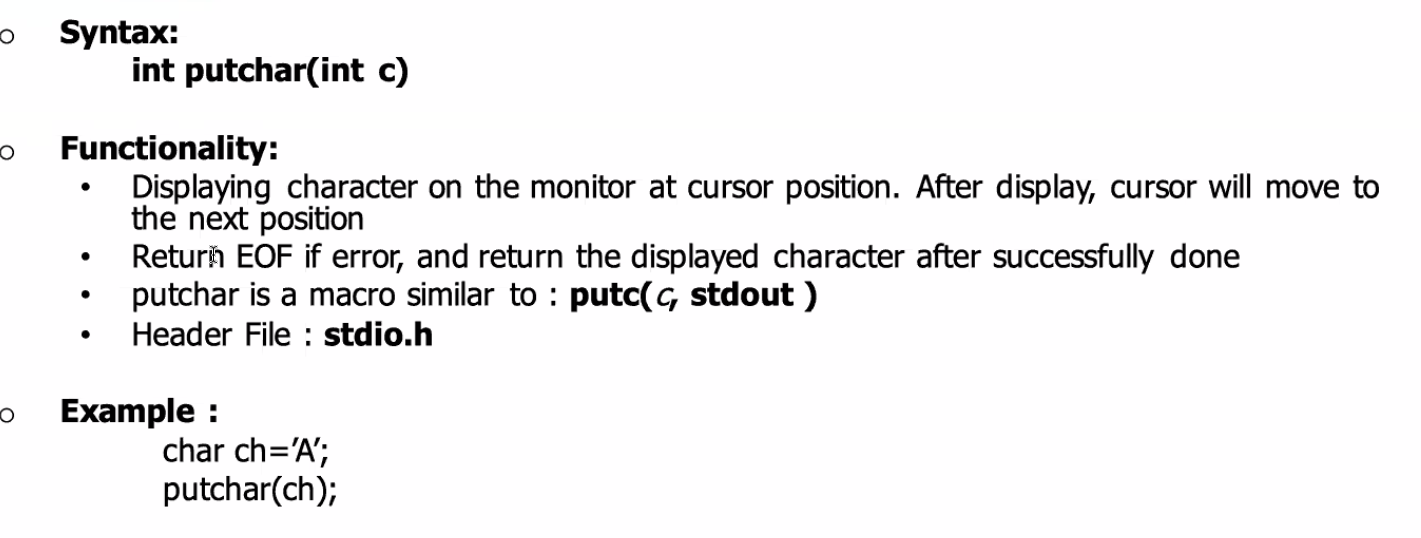 o Syntax:
int putchar(int c)
o Functionality:
• Displaying character on the monitor at cursor position. After display, cursor will move to
the next position
• Return EOF if error, and return the displayed character after successfully done
• putchar is a macro similar to : putc(c, stdout )
• Header File : stdio.h
o Example :
char ch=’A’;
putchar(ch);